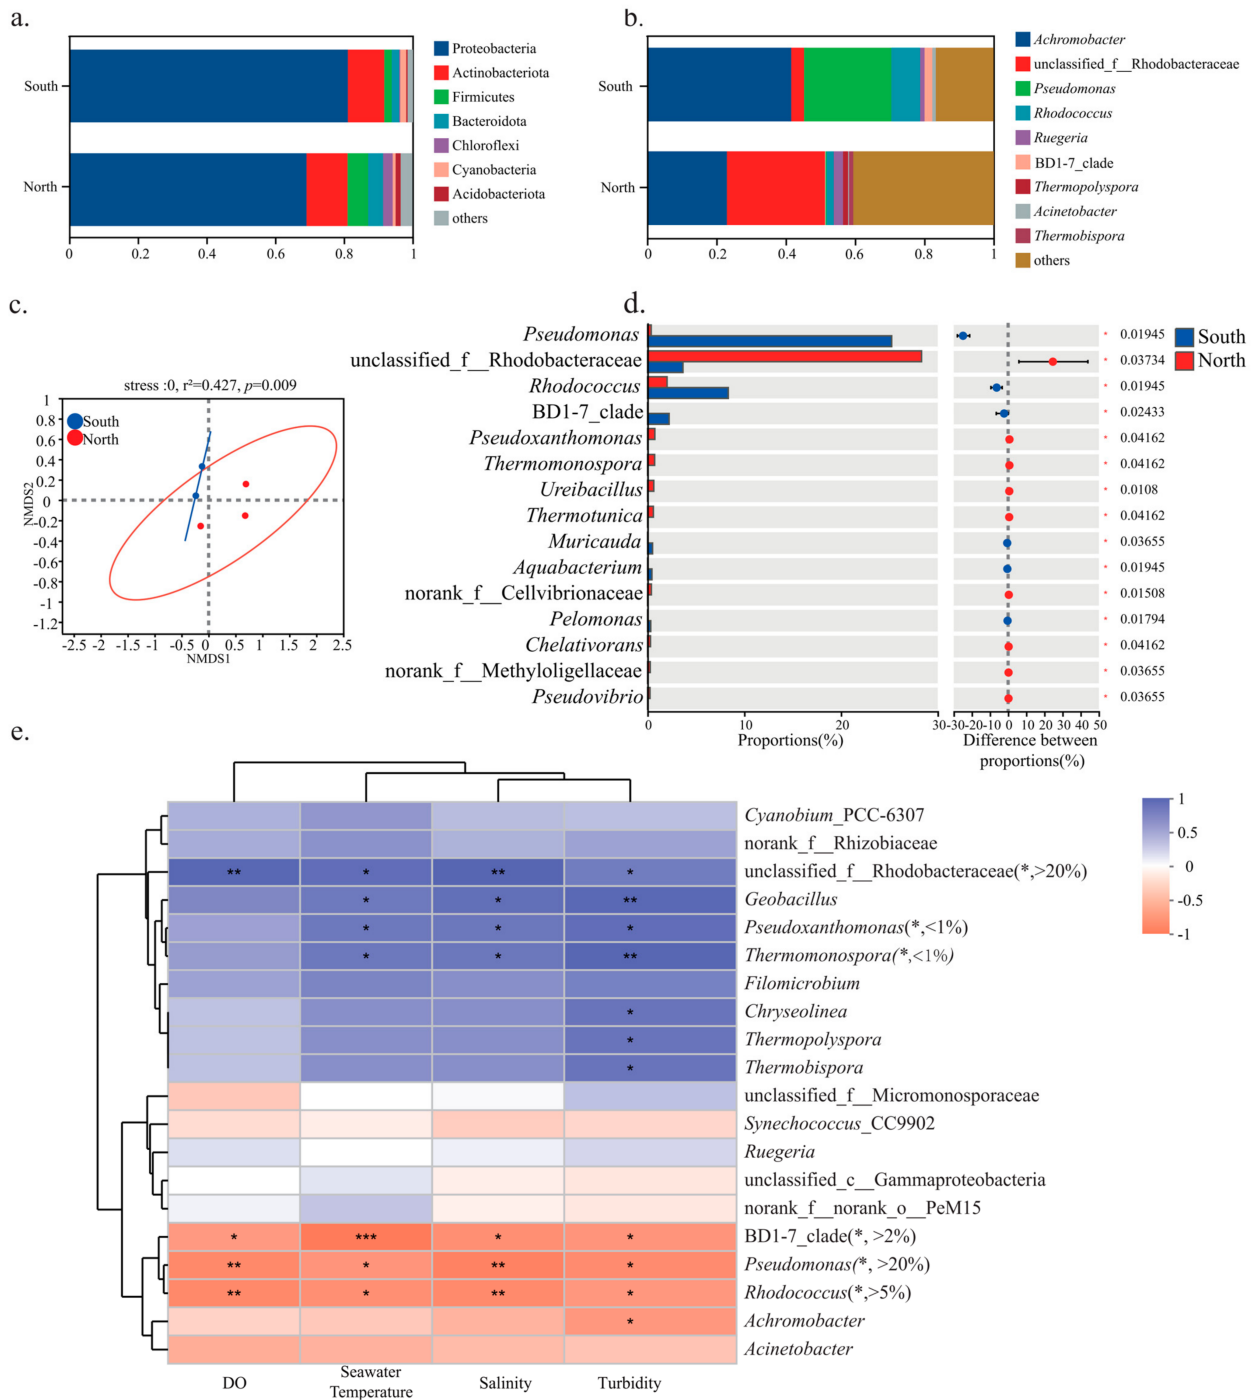 a.
South
North
0
0.2
0.4
0.6
0.8
1
Proteobacteria
Actinobacteriota
Firmicutes
Bacteroidota
Chloroflexi
Cyanobacteria
Acidobacteriota
others
b.
South
North
0
0.2
0.4
0.6
0.8
1
Achromobacter
unclassified_f__Rhodobacteraceae
Pseudomonas
Rhodococcus
Ruegeria
BD1-7_clade
Thermopolyspora
Acinetobacter
Thermobispora
others
c.
stress :0, r²=0.427, p=0.009
South
North
NMDS2
1
0.8
0.6
0.4
0.2
0
-0.2
-0.4
-0.6
-0.8
-1
-1.2
-2.5 -2 -1.5 -1 -0.5 0 0.5 1 1.5 2 2.5
NMDS1
d.
South
North
Pseudomonas * 0.01945
unclassified_f__Rhodobacteraceae * 0.03734
Rhodococcus * 0.01945
BD1-7_clade * 0.02433
Pseudoxanthomonas * 0.04162
Thermomonospora * 0.04162
Ureibacillus * 0.0108
Thermotunica * 0.04162
Muricauda * 0.03655
Aquabacterium * 0.01945
norank_f__Cellvibrionaceae * 0.01508
Pelomonas * 0.01794
Chelativorans * 0.04162
norank_f__Methyloligellaceae * 0.03655
Pseudovibrio * 0.03655
0 10 20 30
Proportions(%)
-30-20-10 0 10 20 30 40 50
Difference between
proportions(%)
e.
Cyanobium_PCC-6307
norank_f__Rhizobiaceae
** * ** * unclassified_f__Rhodobacteraceae(*,>20%)
* * ** Geobacillus
* * * Pseudoxanthomonas(*,<1%)
* * ** Thermomonospora(*,<1%)
Filomicrobium
* Chryseolinea
* Thermopolyspora
* Thermobispora
unclassified_f__Micromonosporaceae
Synechococcus_CC9902
Ruegeria
unclassified_c__Gammaproteobacteria
norank_f__norank_o__PeM15
* *** * * BD1-7_clade(*, >2%)
** * ** * Pseudomonas(*, >20%)
** * ** * Rhodococcus(*,>5%)
* Achromobacter
Acinetobacter
DO
Seawater
Temperature
Salinity
Turbidity
1
0.5
0
-0.5
-1